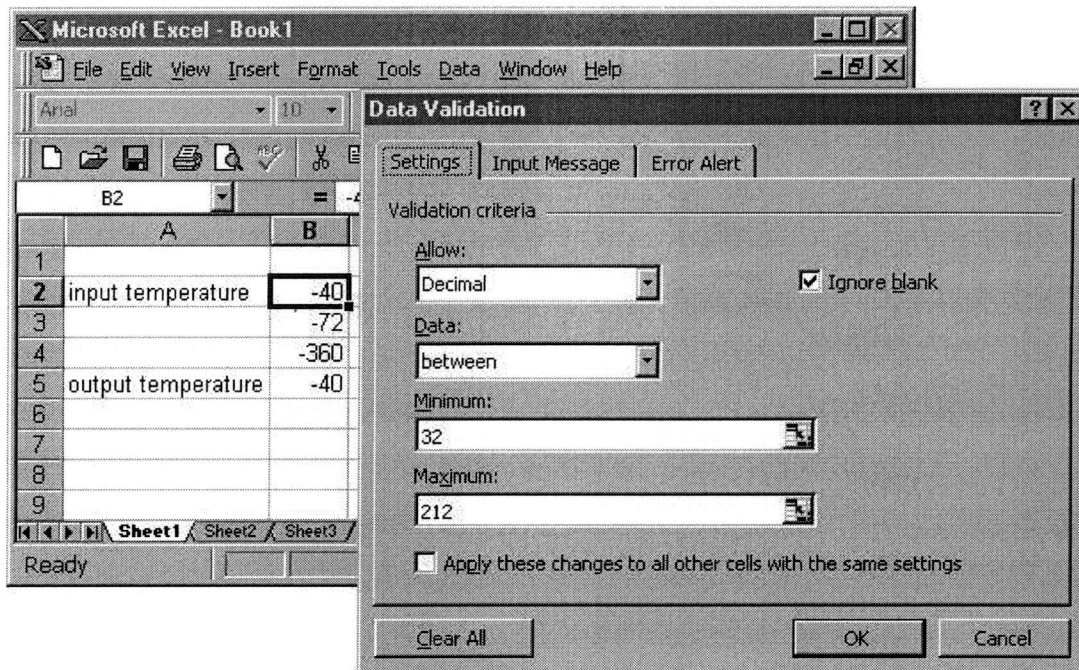 Microsoft Excel - Book1
File Edit View Insert Format Tools Data Window Help
Arial 10
B2 = -4
A B
1
2 input temperature -40
3 -72
4 -360
5 output temperature -40
6
7
8
9
Sheet1 Sheet2 Sheet3
Ready
Data Validation
Settings Input Message Error Alert
Validation criteria
Allow:
Decimal Ignore blank
Data:
between
Minimum:
32
Maximum:
212
Apply these changes to all other cells with the same settings
Clear All OK Cancel